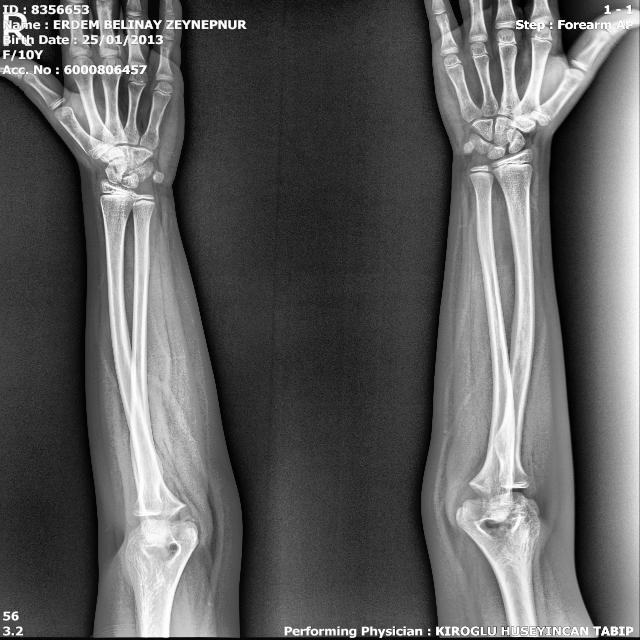 ID : 8356653
Name : ERDEM BELINAY ZEYNEPNUR
Birth Date : 25/01/2013
F/10Y
Acc. No : 6000806457
R
1 - 1
Step : Forearm AP
56
3.2
Performing Physician : KIROGLU HUSEYINCAN TABIP